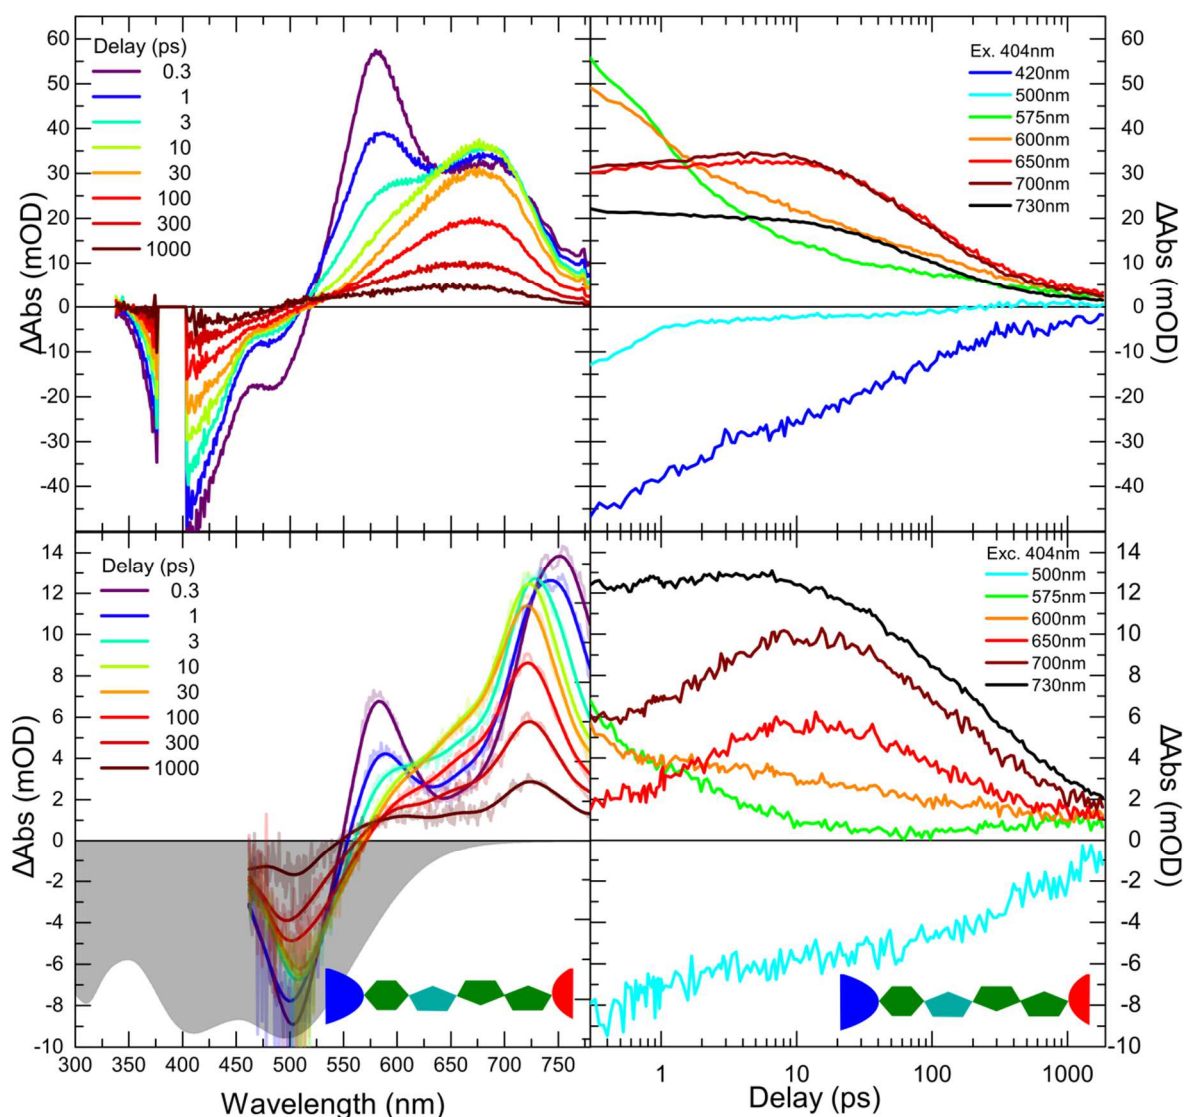 60
50
40
30
20
10
0
-10
-20
-30
-40
ΔAbs (mOD)
Delay (ps)
0.3
1
3
10
30
100
300
1000
Ex. 404nm
420nm
500nm
575nm
600nm
650nm
700nm
730nm
60
50
40
30
20
10
0
-10
-20
-30
-40
ΔAbs (mOD)
14
12
10
8
6
4
2
0
-2
-4
-6
-8
-10
ΔAbs (mOD)
Delay (ps)
0.3
1
3
10
30
100
300
1000
Exc. 404nm
500nm
575nm
600nm
650nm
700nm
730nm
14
12
10
8
6
4
2
0
-2
-4
-6
-8
-10
ΔAbs (mOD)
300 350 400 450 500 550 600 650 700 750
Wavelength (nm)
1 10 100 1000
Delay (ps)